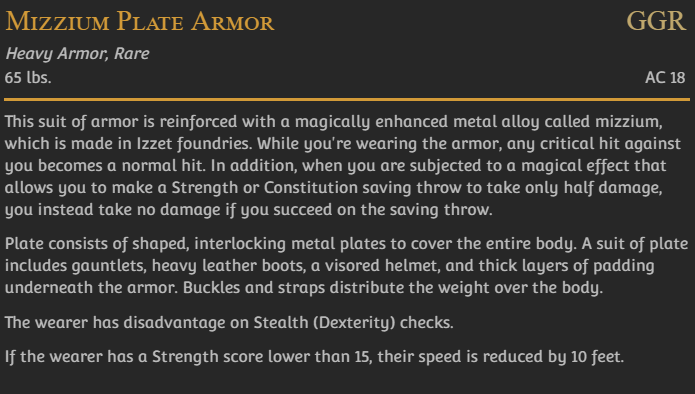 Mizzium Plate Armor GGR
Heavy Armor, Rare
65 lbs. AC 18
This suit of armor is reinforced with a magically enhanced metal alloy called mizzium,
which is made in Izzet foundries. While you're wearing the armor, any critical hit against
you becomes a normal hit. In addition, when you are subjected to a magical effect that
allows you to make a Strength or Constitution saving throw to take only half damage,
you instead take no damage if you succeed on the saving throw.
Plate consists of shaped, interlocking metal plates to cover the entire body. A suit of plate
includes gauntlets, heavy leather boots, a visored helmet, and thick layers of padding
underneath the armor. Buckles and straps distribute the weight over the body.
The wearer has disadvantage on Stealth (Dexterity) checks.
If the wearer has a Strength score lower than 15, their speed is reduced by 10 feet.